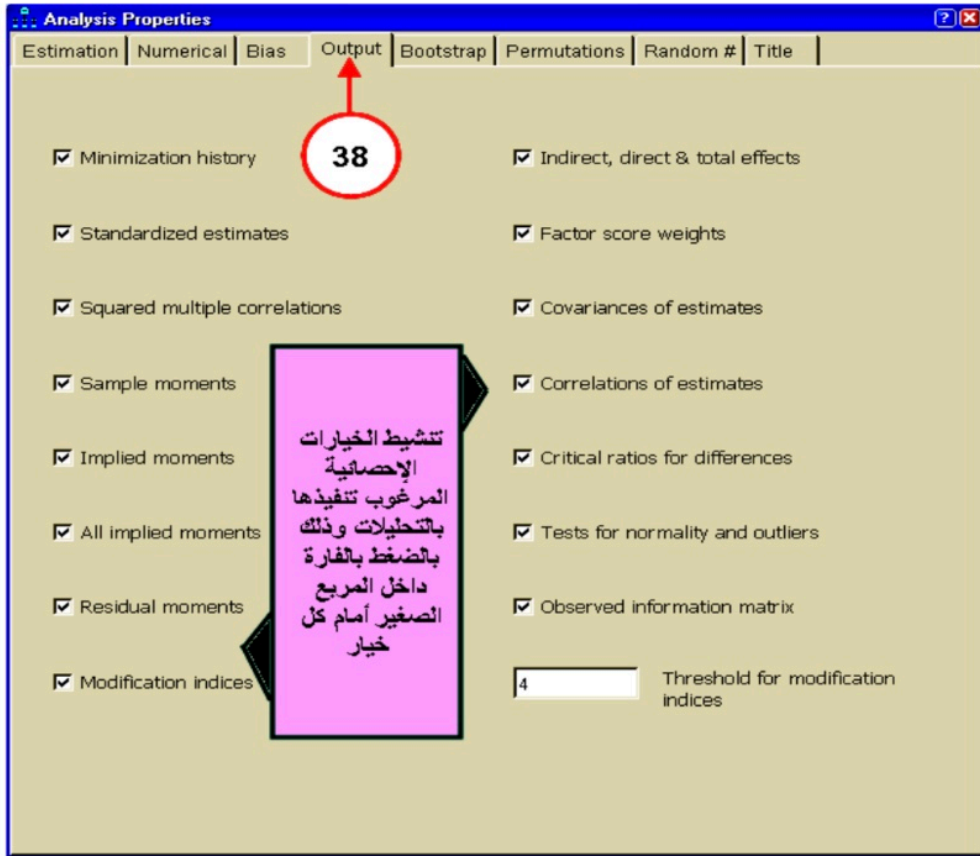 Analysis Properties
Estimation Numerical Bias Output Bootstrap Permutations Random # Title
38
Minimization history
Standardized estimates
Squared multiple correlations
Sample moments
Implied moments
All implied moments
Residual moments
Modification indices
تنشيط الخيارات
الإحصائية
المرغوب تنفيذها
بالتحليلات وذلك
بالضغط بالفارة
داخل المربع
الصغير أمام كل
خيار
Indirect, direct & total effects
Factor score weights
Covariances of estimates
Correlations of estimates
Critical ratios for differences
Tests for normality and outliers
Observed information matrix
4 Threshold for modification
indices